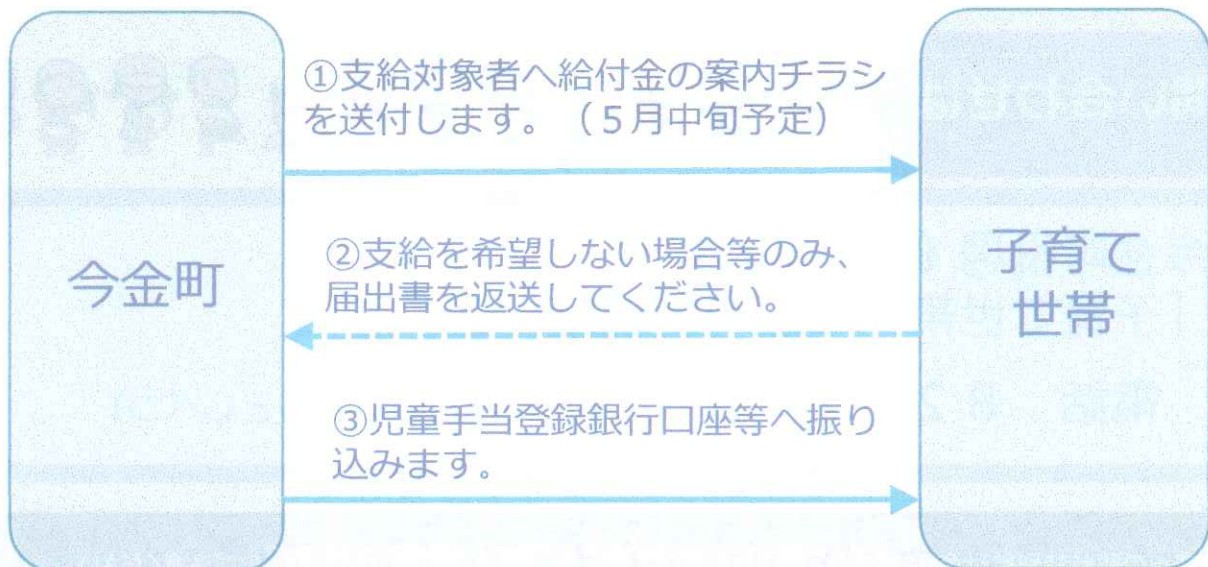 ①支給対象者へ給付金の案内チラシ
を送付します。（５月中旬予定）
今金町
②支給を希望しない場合等のみ、
届出書を返送してください。
子育て
世帯
③児童手当登録銀行口座等へ振り
込みます。